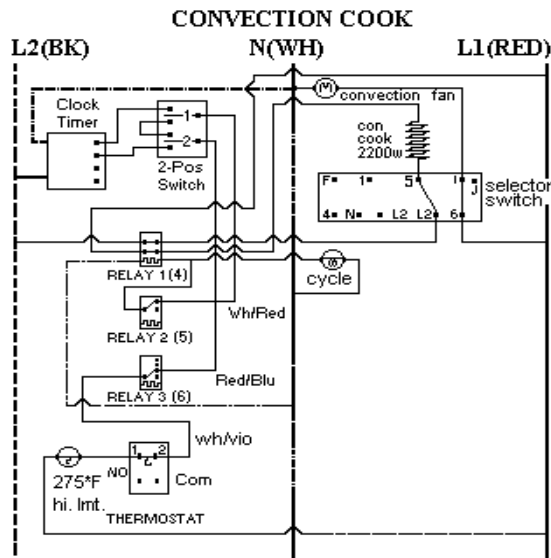 CONVECTION COOK
L2(BK) N(WH) L1(RED)
Clock
Timer
1
2
2-Pos
Switch
M
convection fan
con
cook
2200w
F 1 5 I J
4 N L2 L2 6
selector
switch
RELAY 1 (4)
cycle
Wh/Red
RELAY 2 (5)
Red/Blu
RELAY 3 (6)
wh/vio
1 2
NO
Com
275*F
hi. lmt.
THERMOSTAT